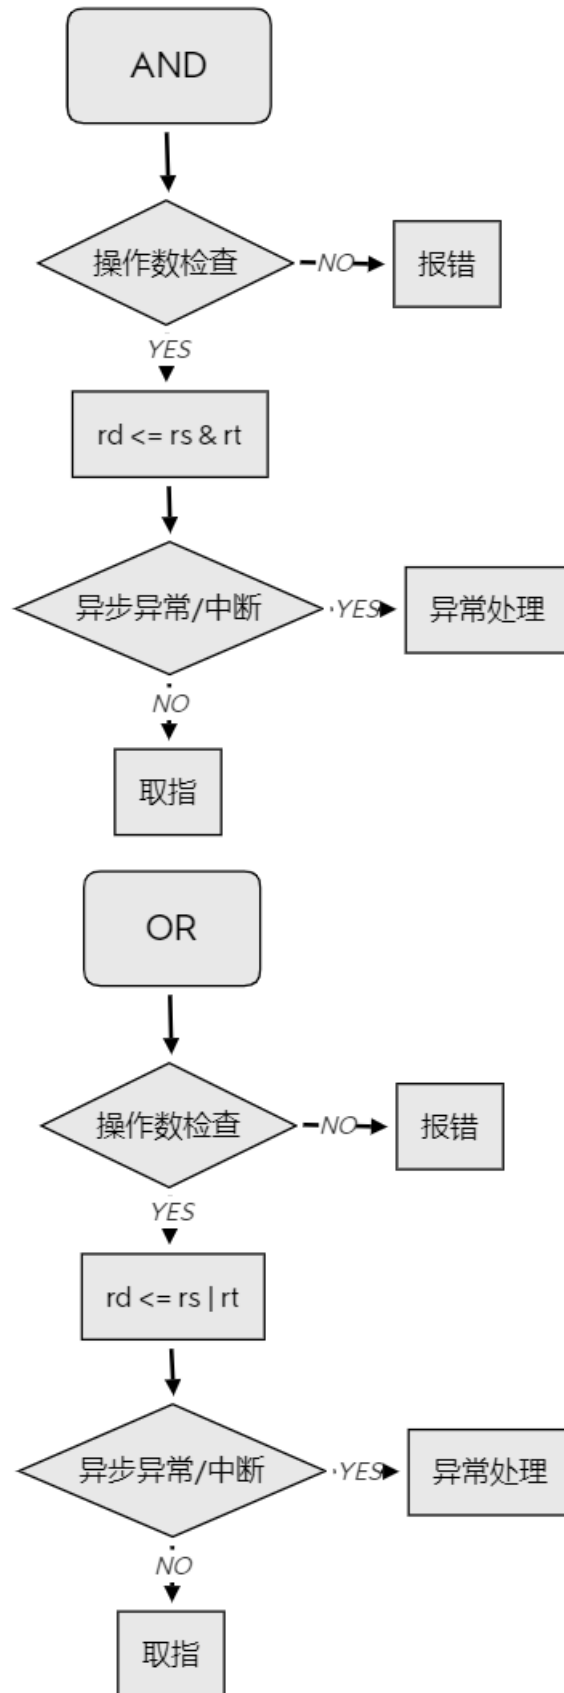 AND
操作数检查
NO
报错
YES
rd <= rs & rt
异步异常/中断
YES
异常处理
NO
取指
OR
操作数检查
NO
报错
YES
rd <= rs | rt
异步异常/中断
YES
异常处理
NO
取指